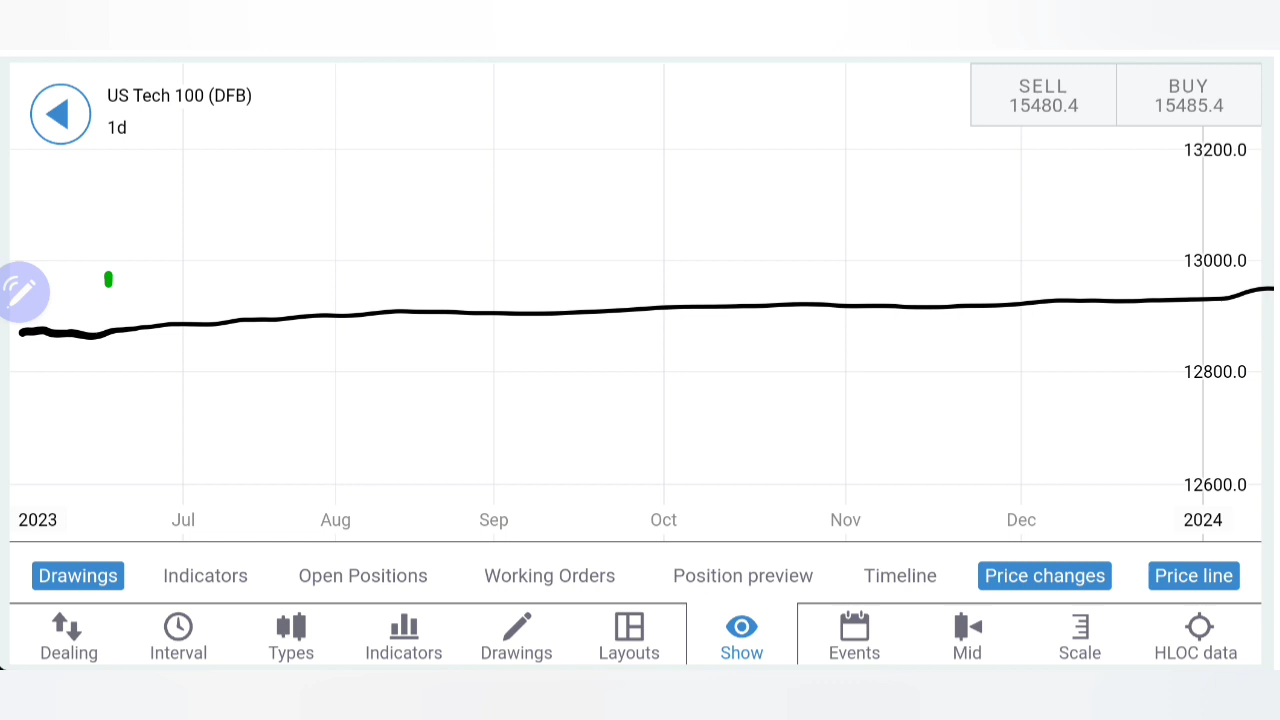 US Tech 100 (DFB)
1d
SELL
15480.4
BUY
15485.4
13200.0
13000.0
12800.0
12600.0
2023 Jul Aug Sep Oct Nov Dec 2024
Drawings Indicators Open Positions Working Orders Position preview Timeline Price changes Price line
Dealing Interval Types Indicators Drawings Layouts Show Events Mid Scale HLOC data